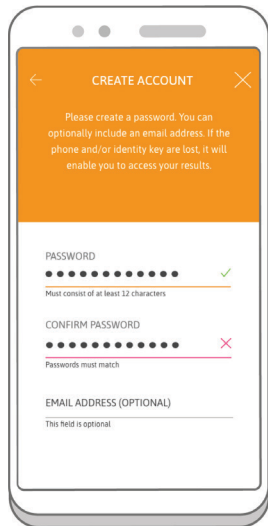 CREATE ACCOUNT
Please create a password. You can
optionally include an email address. If the
phone and/or identity key are lost, it will
enable you to access your results.
PASSWORD
Must consist of at least 12 characters
CONFIRM PASSWORD
Passwords must match
EMAIL ADDRESS (OPTIONAL)
This field is optional